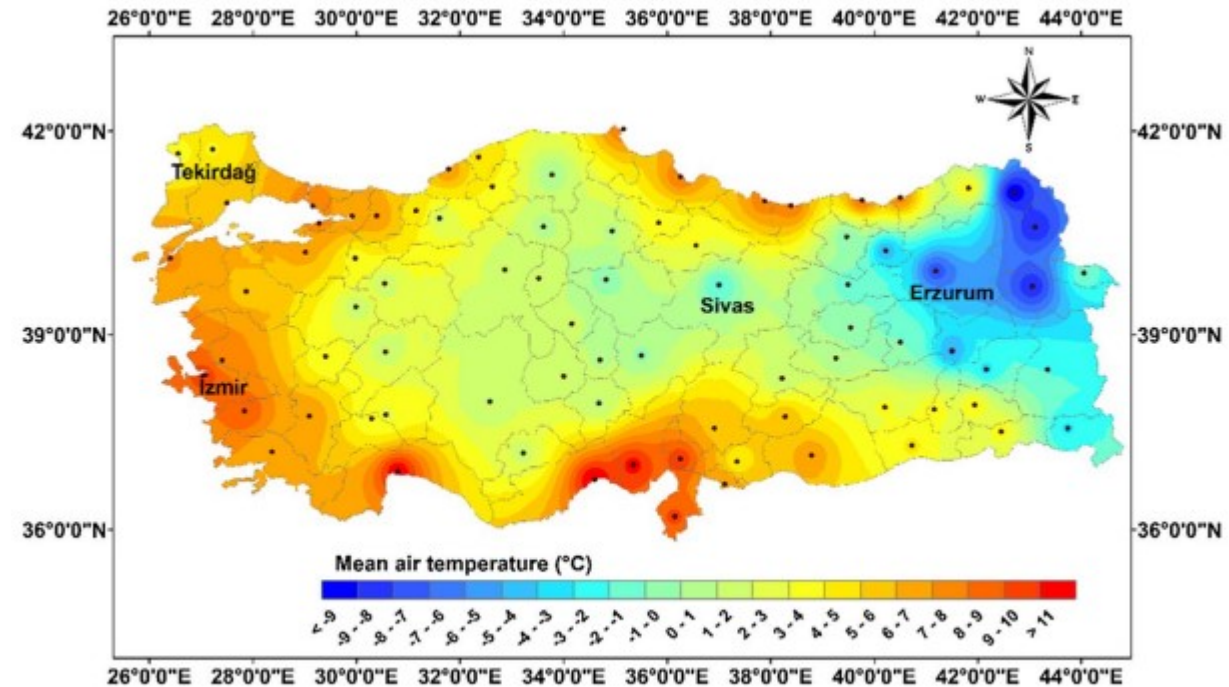 26°0'0"E 28°0'0"E 30°0'0"E 32°0'0"E 34°0'0"E 36°0'0"E 38°0'0"E 40°0'0"E 42°0'0"E 44°0'0"E
N
W E
S
42°0'0"N 42°0'0"N
Tekirdağ
Sivas Erzurum
39°0'0"N 39°0'0"N
İzmir
36°0'0"N 36°0'0"N
Mean air temperature (°C)
< -9 -9 - -8 -8 - -7 -7 - -6 -6 - -5 -5 - -4 -4 - -3 -3 - -2 -2 - -1 -1 - 0 0 - 1 1 - 2 2 - 3 3 - 4 4 - 5 5 - 6 6 - 7 7 - 8 8 - 9 9 - 10 > 11
26°0'0"E 28°0'0"E 30°0'0"E 32°0'0"E 34°0'0"E 36°0'0"E 38°0'0"E 40°0'0"E 42°0'0"E 44°0'0"E